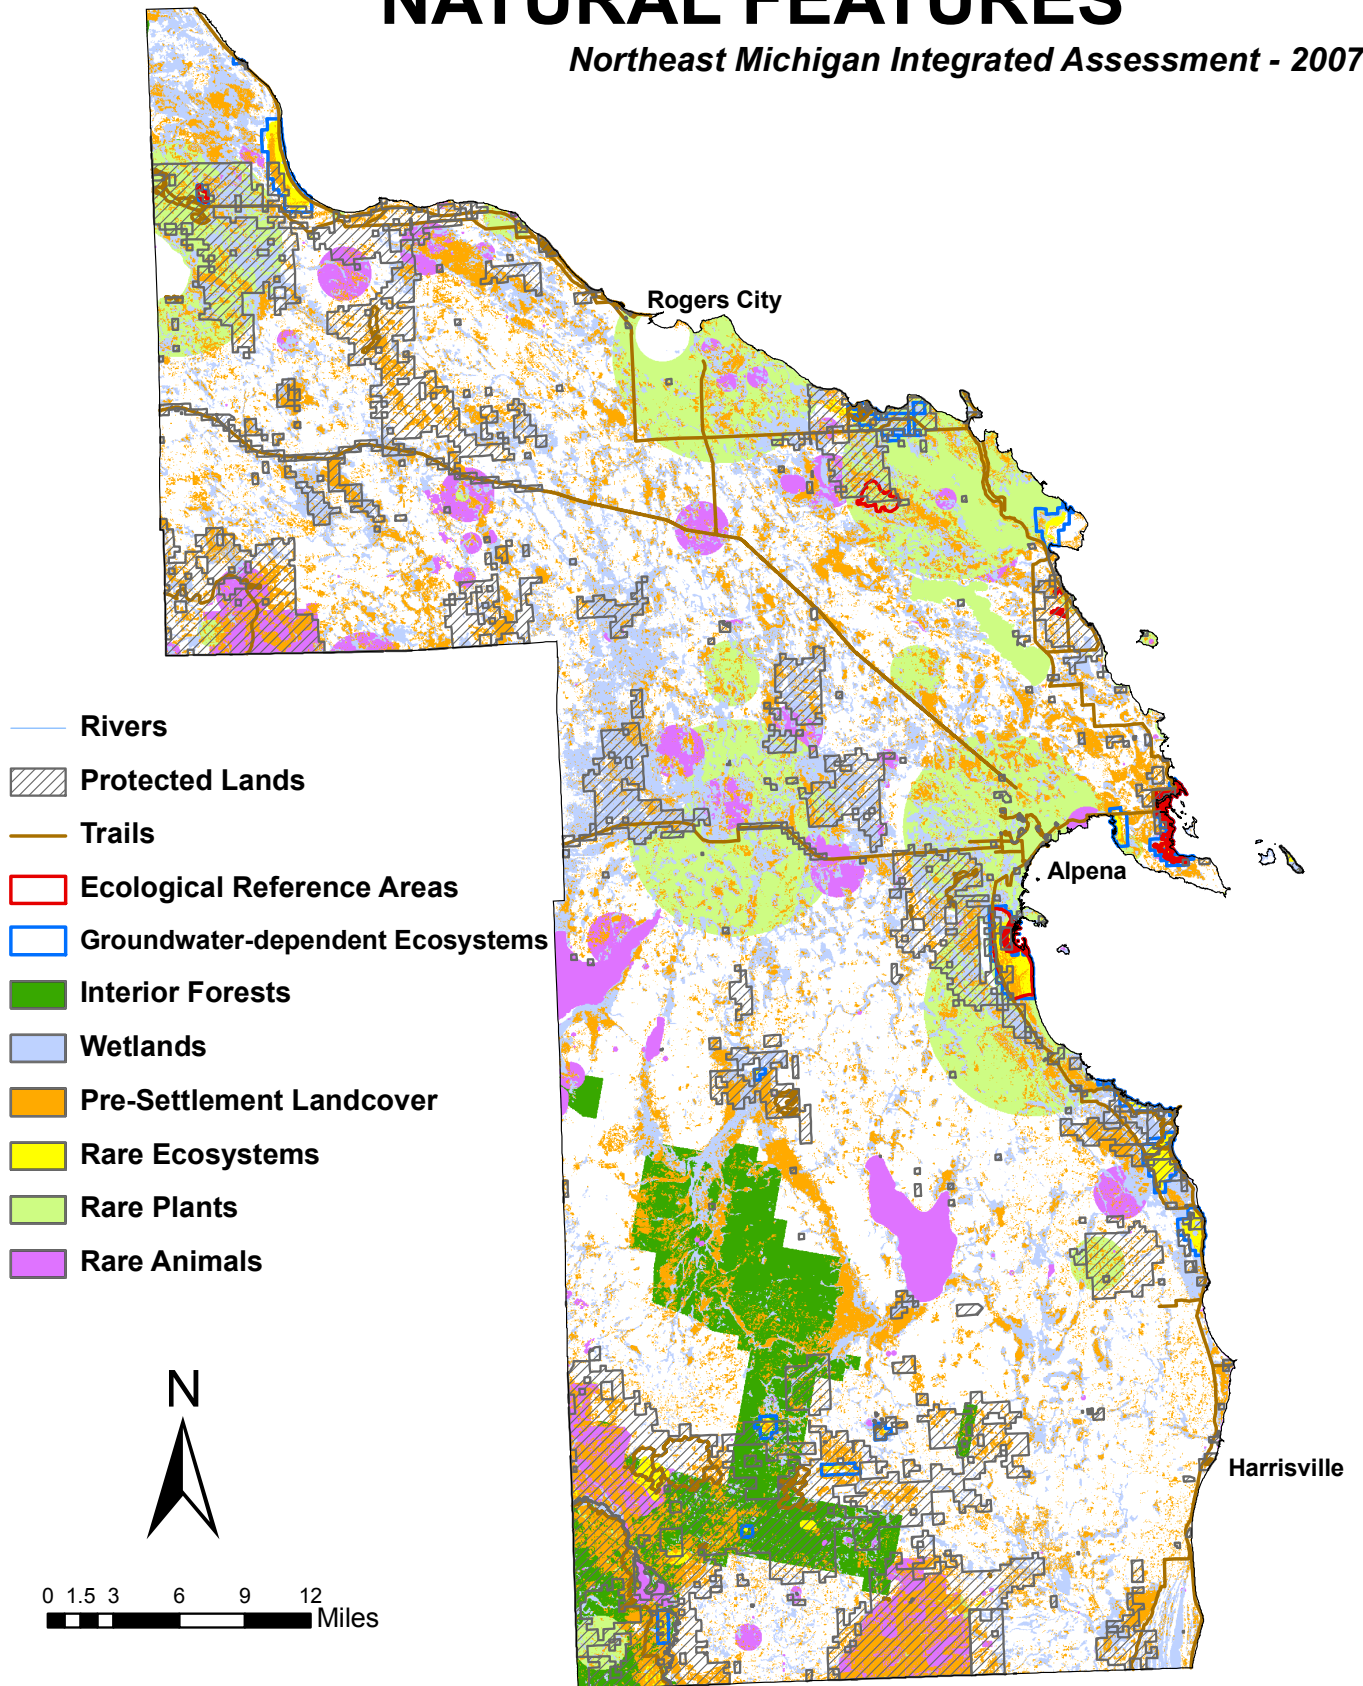 NATURAL FEATURES
Northeast Michigan Integrated Assessment - 2007
Rogers City
Rivers
Protected Lands
Trails
Alpena
Ecological Reference Areas
Groundwater-dependent Ecosystems
Interior Forests
Wetlands
Pre-Settlement Landcover
Rare Ecosystems
Rare Plants
Rare Animals
N
Harrisville
0 1.5 3 6 9 12
Miles